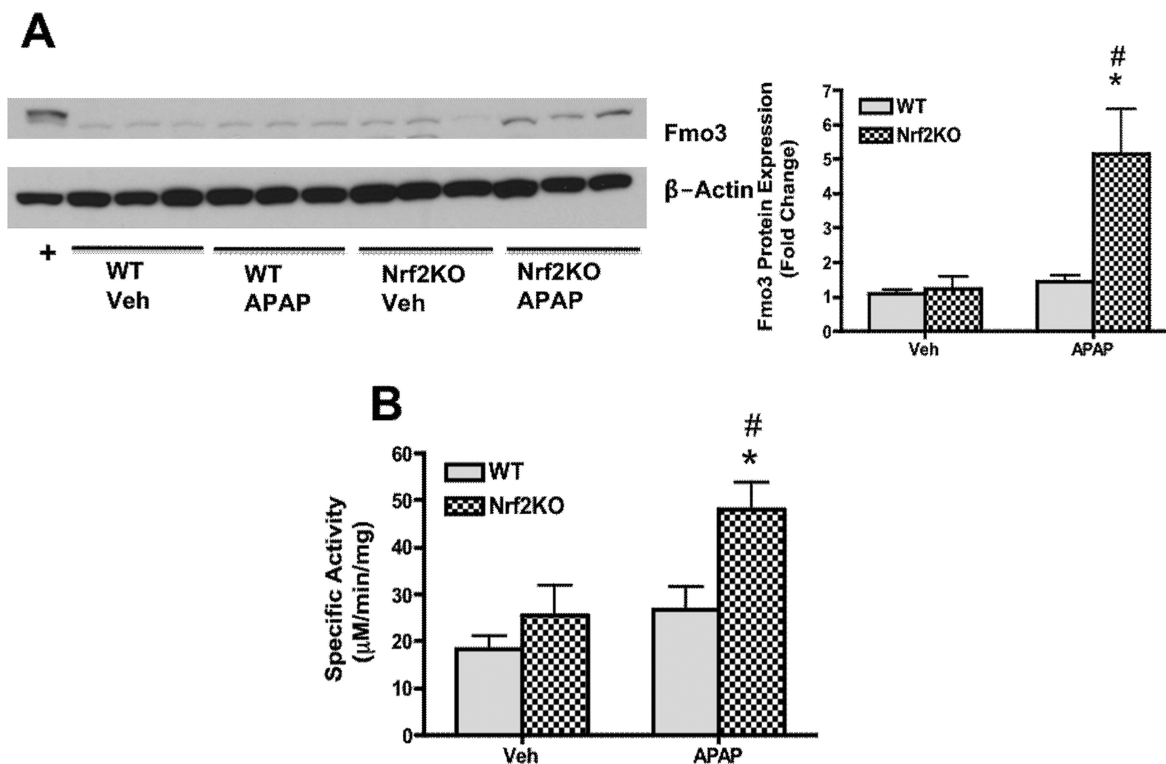 A
Fmo3
β–Actin
+
WT
Veh
WT
APAP
Nrf2KO
Veh
Nrf2KO
APAP
Fmo3 Protein Expression
(Fold Change)
7
6
5
4
3
2
1
0
WT
Nrf2KO
#
*
Veh
APAP
B
Specific Activity
(μM/min/mg)
60
50
40
30
20
10
0
WT
Nrf2KO
#
*
Veh
APAP